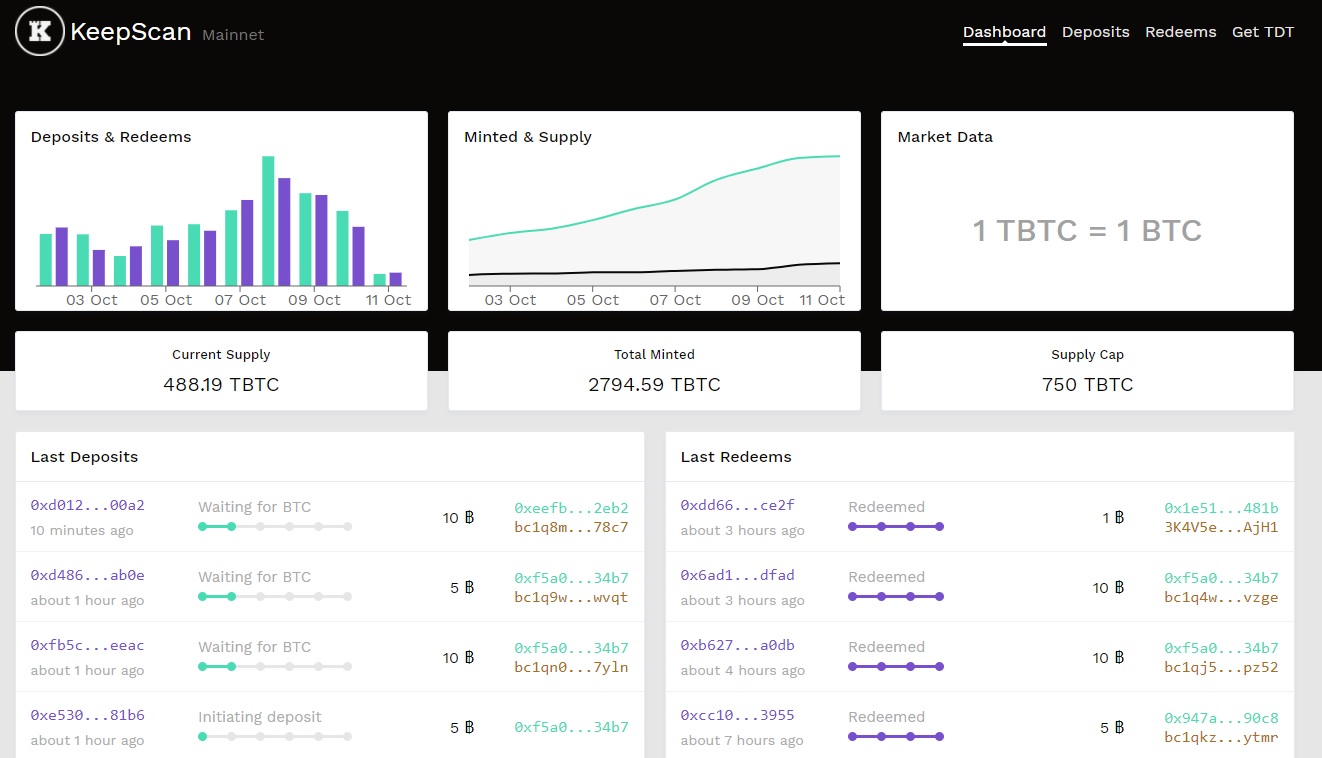 K KeepScan Mainnet
Dashboard Deposits Redeems Get TDT
Deposits & Redeems
03 Oct 05 Oct 07 Oct 09 Oct 11 Oct
Minted & Supply
03 Oct 05 Oct 07 Oct 09 Oct 11 Oct
Market Data
1 TBTC = 1 BTC
Current Supply
488.19 TBTC
Total Minted
2794.59 TBTC
Supply Cap
750 TBTC
Last Deposits
0xd012...00a2 Waiting for BTC 10 ฿ 0xeefb...2eb2
10 minutes ago bc1q8m...78c7
0xd486...ab0e Waiting for BTC 5 ฿ 0xf5a0...34b7
about 1 hour ago bc1q9w...wvqt
0xfb5c...eeac Waiting for BTC 10 ฿ 0xf5a0...34b7
about 1 hour ago bc1qn0...7yln
0xe530...81b6 Initiating deposit 5 ฿ 0xf5a0...34b7
about 1 hour ago
Last Redeems
0xdd66...ce2f Redeemed 1 ฿ 0x1e51...481b
about 3 hours ago 3K4V5e...AjH1
0x6ad1...dfad Redeemed 10 ฿ 0xf5a0...34b7
about 3 hours ago bc1q4w...vzge
0xb627...a0db Redeemed 10 ฿ 0xf5a0...34b7
about 4 hours ago bc1qj5...pz52
0xcc10...3955 Redeemed 5 ฿ 0x947a...90c8
about 7 hours ago bc1qkz...ytmr